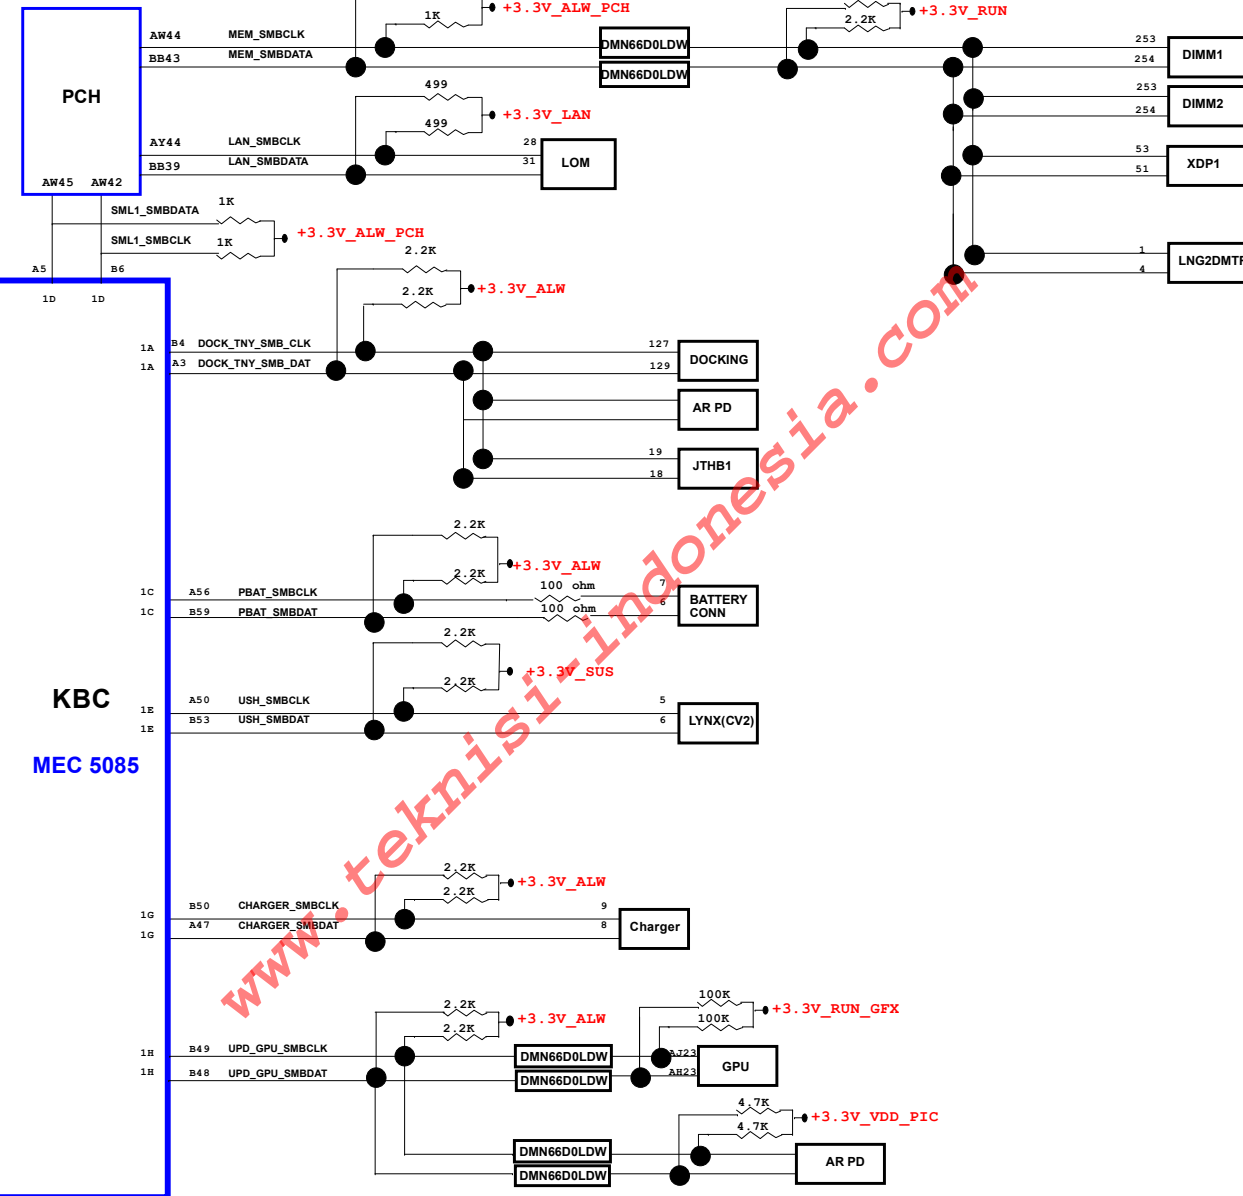 1K
+3.3V_ALW_PCH
2.2K
+3.3V_RUN
AW44 MEM_SMBCLK
BB43 MEM_SMBDATA
DMN66D0LDW
DMN66D0LDW
253
254
DIMM1
PCH
499
499
+3.3V_LAN
253
254
DIMM2
AY44 LAN_SMBCLK
BB39 LAN_SMBDATA
28
31
LOM
53
51
XDP1
AW45 AW42
SML1_SMBDATA 1K
SML1_SMBCLK 1K
+3.3V_ALW_PCH
1
4
LNG2DMTR
A5 B6
1D 1D
2.2K
2.2K
+3.3V_ALW
1A B4 DOCK_TNY_SMB_CLK
1A A3 DOCK_TNY_SMB_DAT
127
129
DOCKING
AR PD
19
18
JTHB1
2.2K
2.2K
+3.3V_ALW
1C A56 PBAT_SMBCLK
1C B59 PBAT_SMBDAT
100 ohm
100 ohm
7
6
BATTERY
CONN
2.2K
2.2K
+3.3V_SUS
KBC
MEC 5085
1E A50 USH_SMBCLK
1E B53 USH_SMBDAT
5
6
LYNX(CV2)
2.2K
2.2K
+3.3V_ALW
1G B50 CHARGER_SMBCLK
1G A47 CHARGER_SMBDAT
9
8
Charger
2.2K
2.2K
+3.3V_ALW
100K
100K
+3.3V_RUN_GFX
1H B49 UPD_GPU_SMBCLK
1H B48 UPD_GPU_SMBDAT
DMN66D0LDW
DMN66D0LDW
AJ23
AH23
GPU
4.7K
4.7K
+3.3V_VDD_PIC
DMN66D0LDW
DMN66D0LDW
AR PD
www.teknisi-indonesia.com